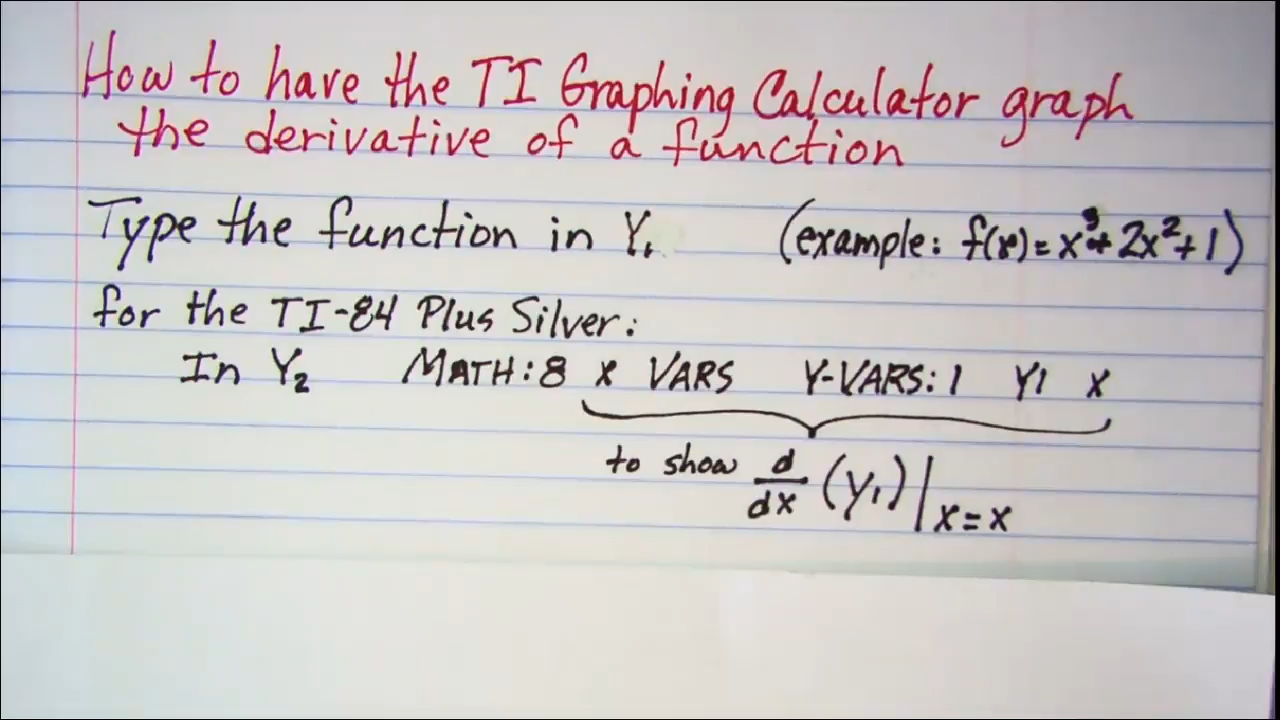 How to have the TI Graphing Calculator graph
the derivative of a function
Type the function in Y₁ (example: f(x) = x³ + 2x² + 1)
for the TI-84 Plus Silver:
In Y₂ MATH:8 X VARS Y-VARS:1 Y1 X
to show d/dx (Y₁)|x=x